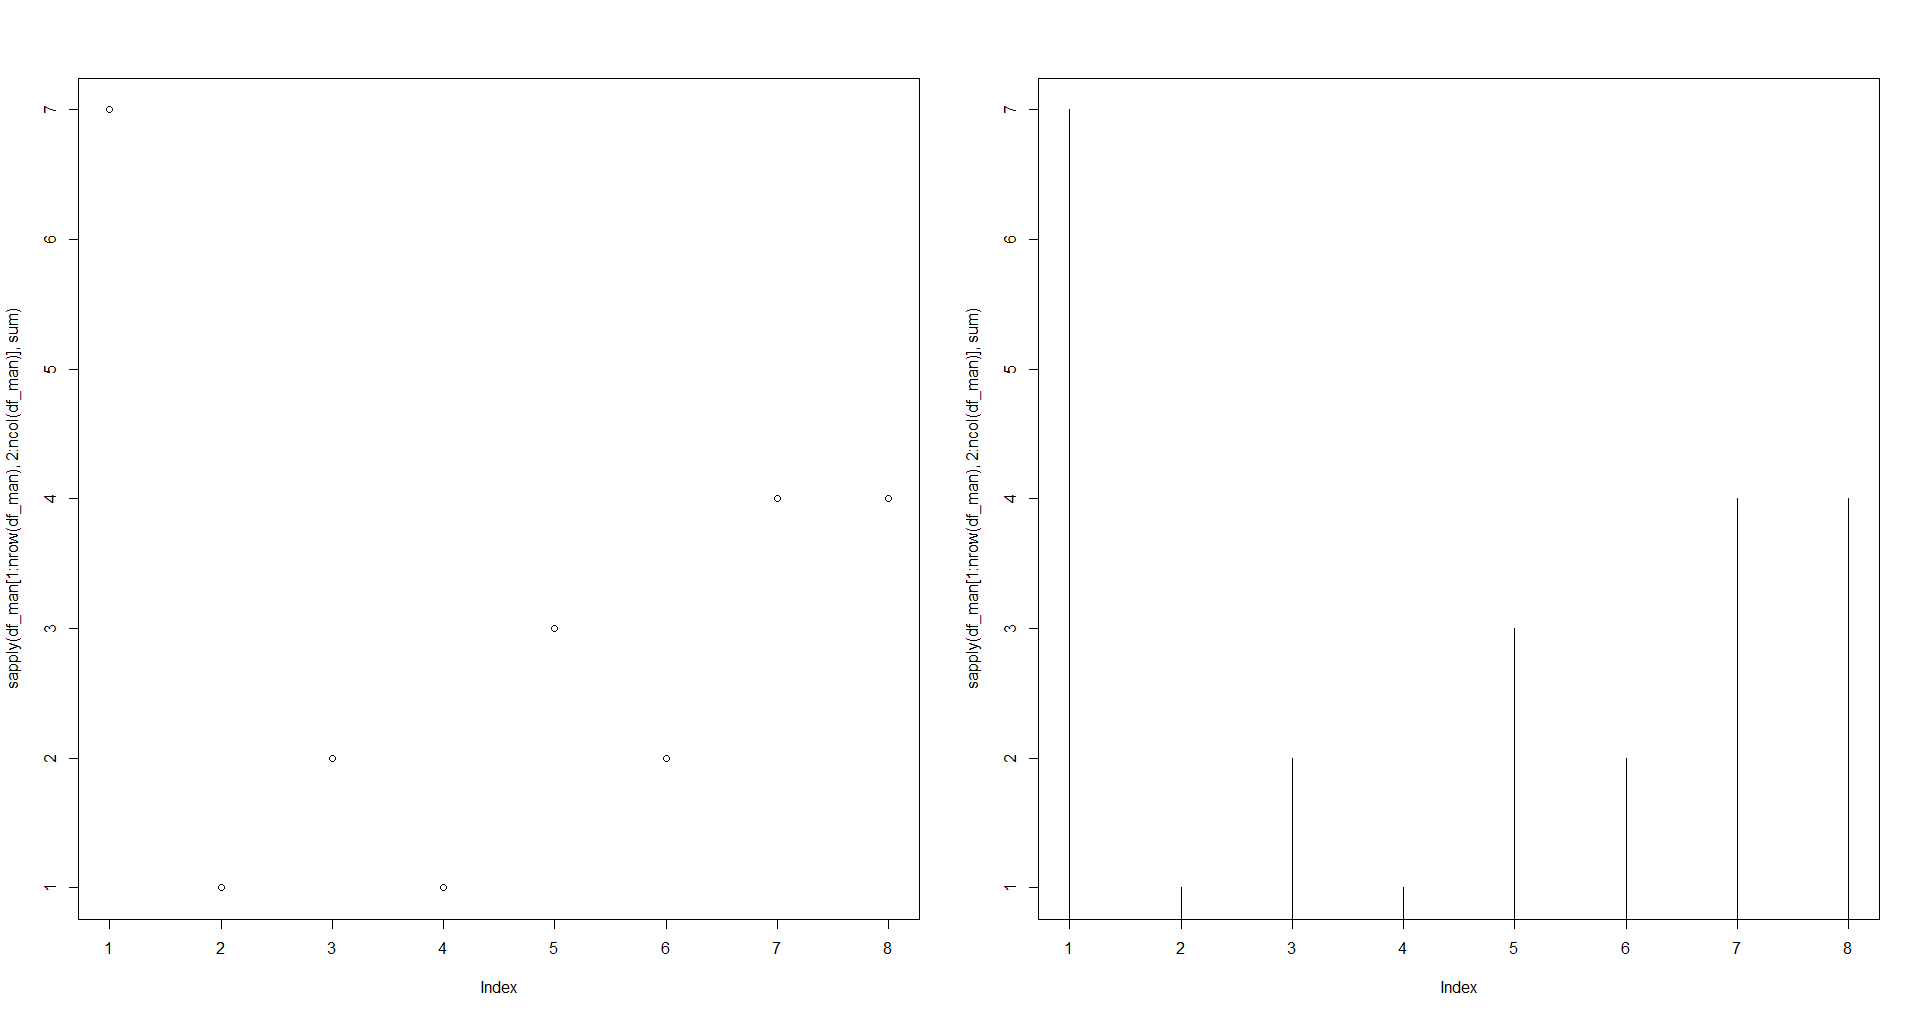 sapply(df_man[1:nrow(df_man), 2:ncol(df_man)], sum)
7
6
5
4
3
2
1
1 2 3 4 5 6 7 8
Index
sapply(df_man[1:nrow(df_man), 2:ncol(df_man)], sum)
7
6
5
4
3
2
1
1 2 3 4 5 6 7 8
Index